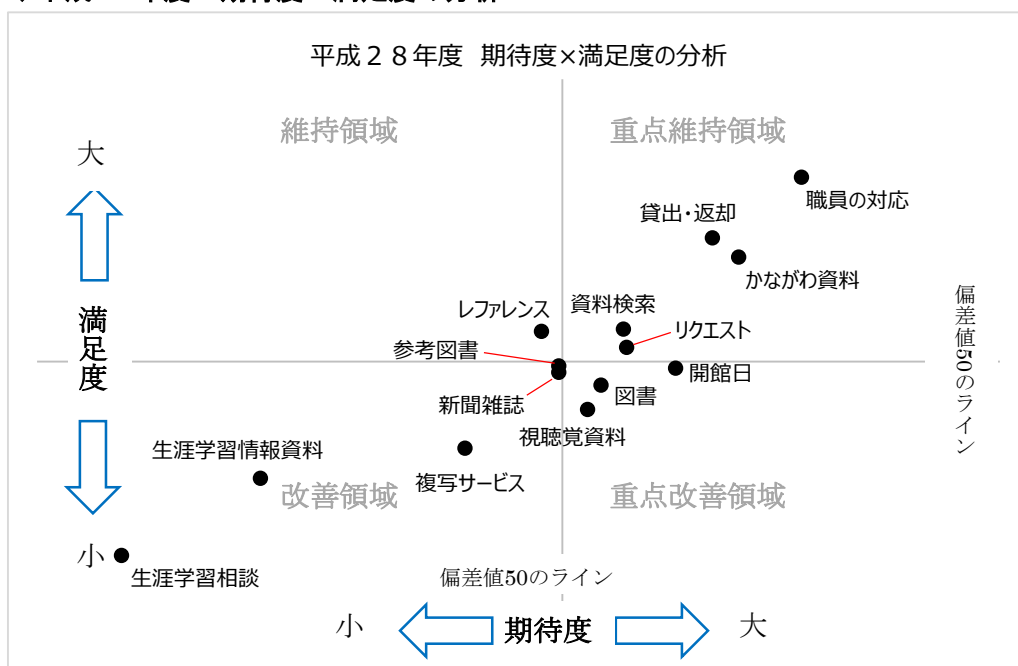 平成２８年度 期待度×満足度の分析
維持領域
重点維持領域
大
職員の対応
貸出・返却
かながわ資料
偏差値50のライン
満足度
レファレンス
資料検索
リクエスト
参考図書
開館日
新聞雑誌
図書
視聴覚資料
生涯学習情報資料
複写サービス
改善領域
重点改善領域
小
生涯学習相談
偏差値50のライン
小
期待度
大